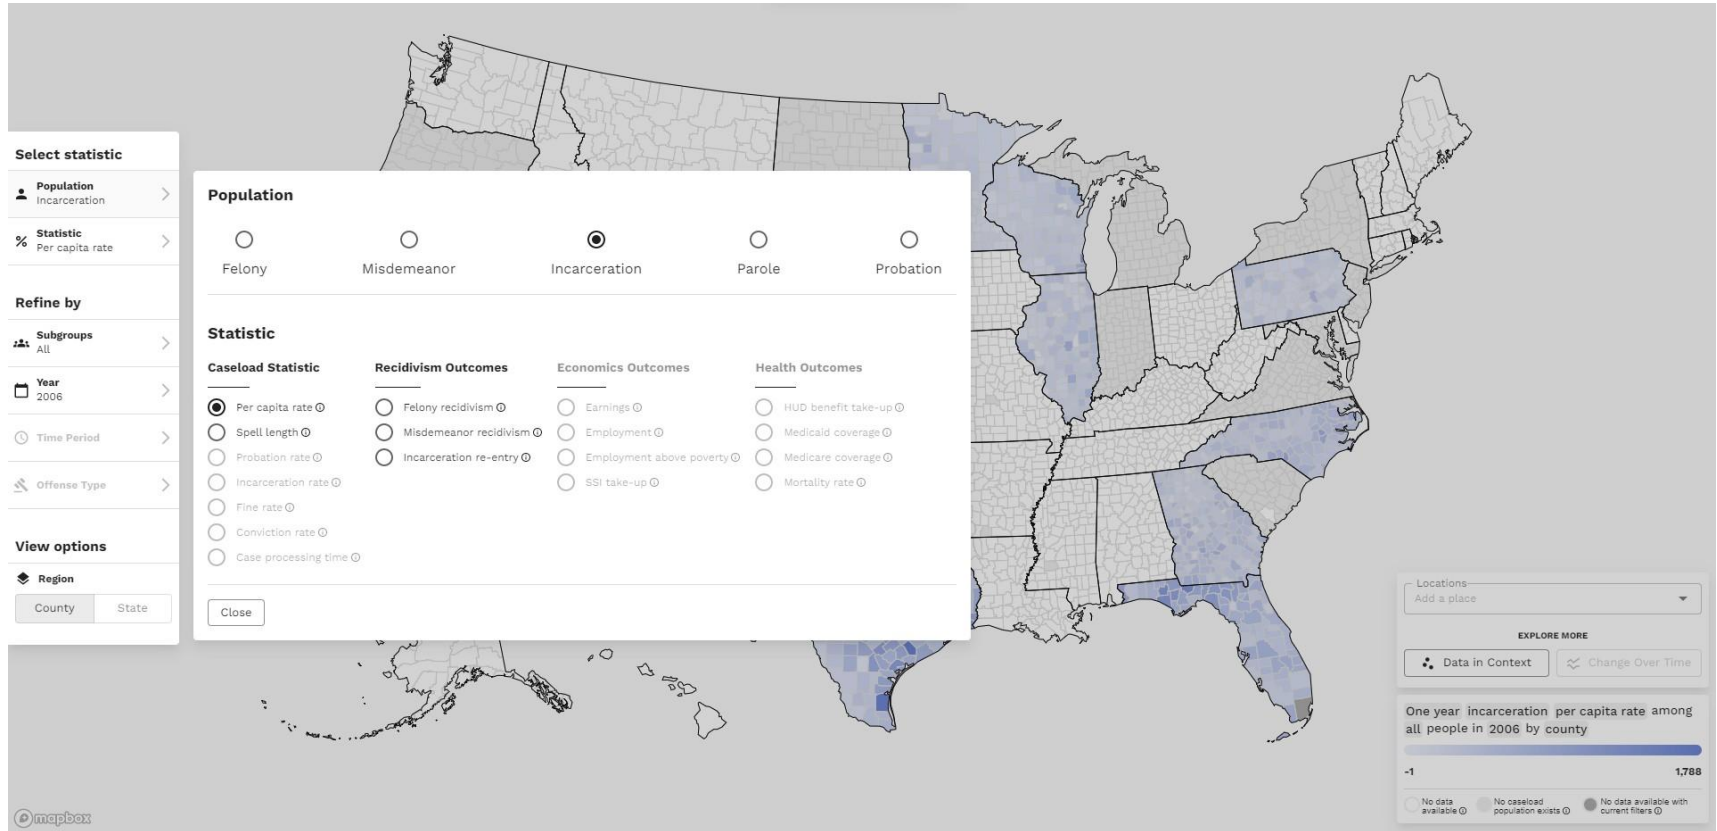 Select statistic
Population
Incarceration
Statistic
Per capita rate
Refine by
Subgroups
All
Year
2006
Time Period
Offense Type
View options
Region
County State
Population
Felony Misdemeanor Incarceration Parole Probation
Statistic
Caseload Statistic
Per capita rate
Spell length
Probation rate
Incarceration rate
Fine rate
Conviction rate
Case processing time
Recidivism Outcomes
Felony recidivism
Misdemeanor recidivism
Incarceration re-entry
Economics Outcomes
Earnings
Employment
Employment above poverty
SSI take-up
Health Outcomes
HUD benefit take-up
Medicaid coverage
Medicare coverage
Mortality rate
Close
Locations
Add a place
EXPLORE MORE
Data in Context Change Over Time
One year incarceration per capita rate among
all people in 2006 by county
-1 1,788
No data
available
No caseload
population exists
No data available with
current filters
mapbox